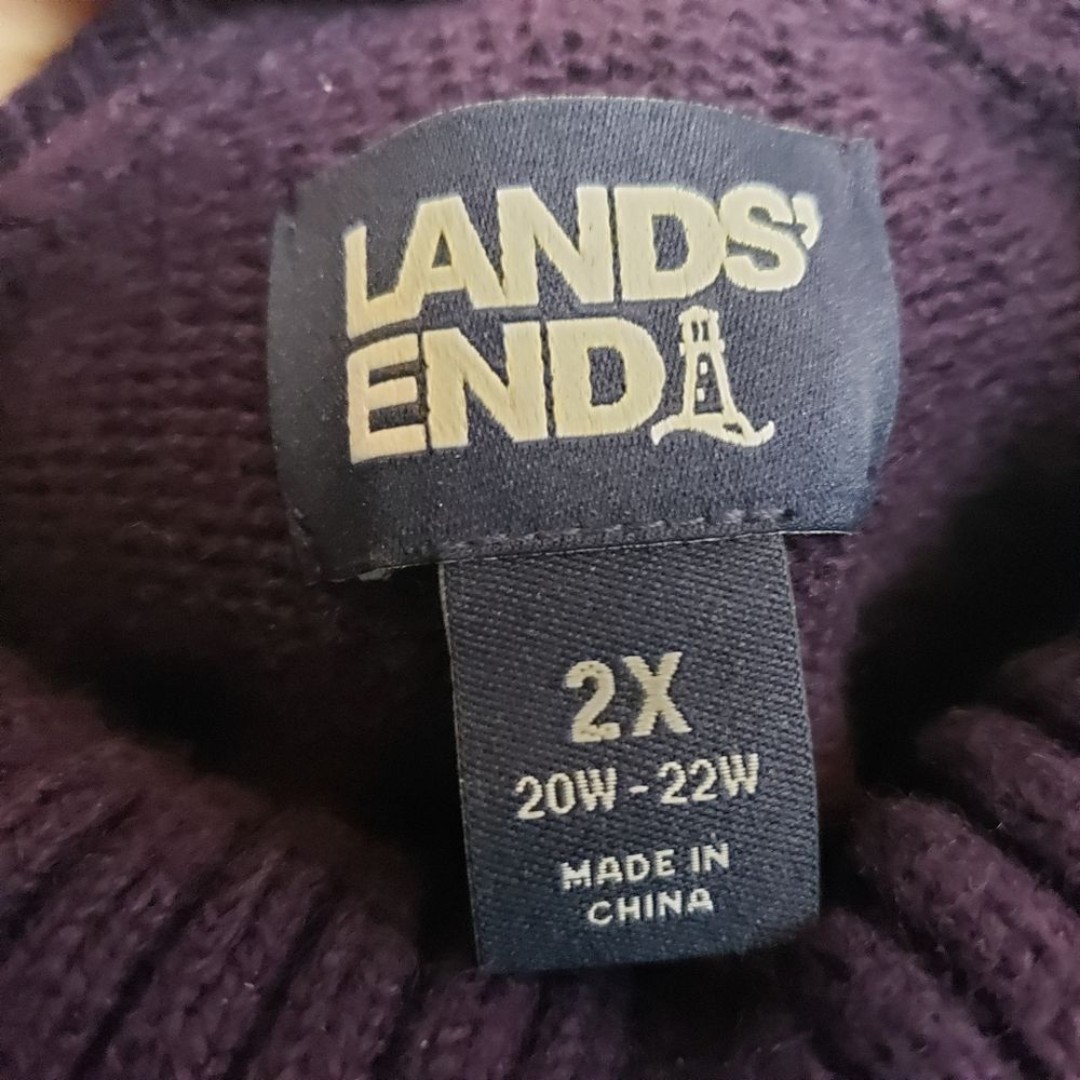 LANDS'
END
2X
20W - 22W
MADE IN
CHINA